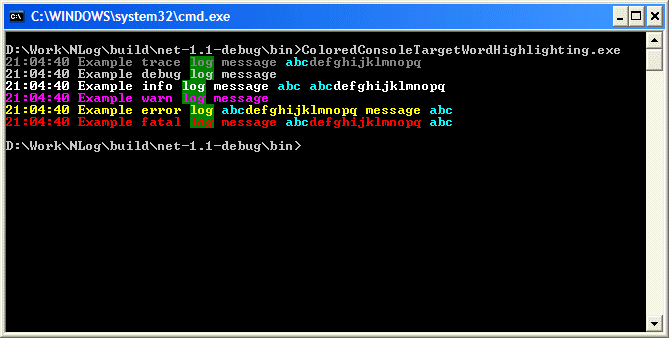 C:\WINDOWS\system32\cmd.exe
D:\Work\NLog\build\net-1.1-debug\bin>ColoredConsoleTargetWordHighlighting.exe
21:04:40 Example trace log message abcdefghijklmnopq
21:04:40 Example debug log message
21:04:40 Example info log message abc abcdefghijklmnopq
21:04:40 Example warn log message
21:04:40 Example error log abcdefghijklmnopq message abc
21:04:40 Example fatal log message abcdefghijklmnopq abc
D:\Work\NLog\build\net-1.1-debug\bin>